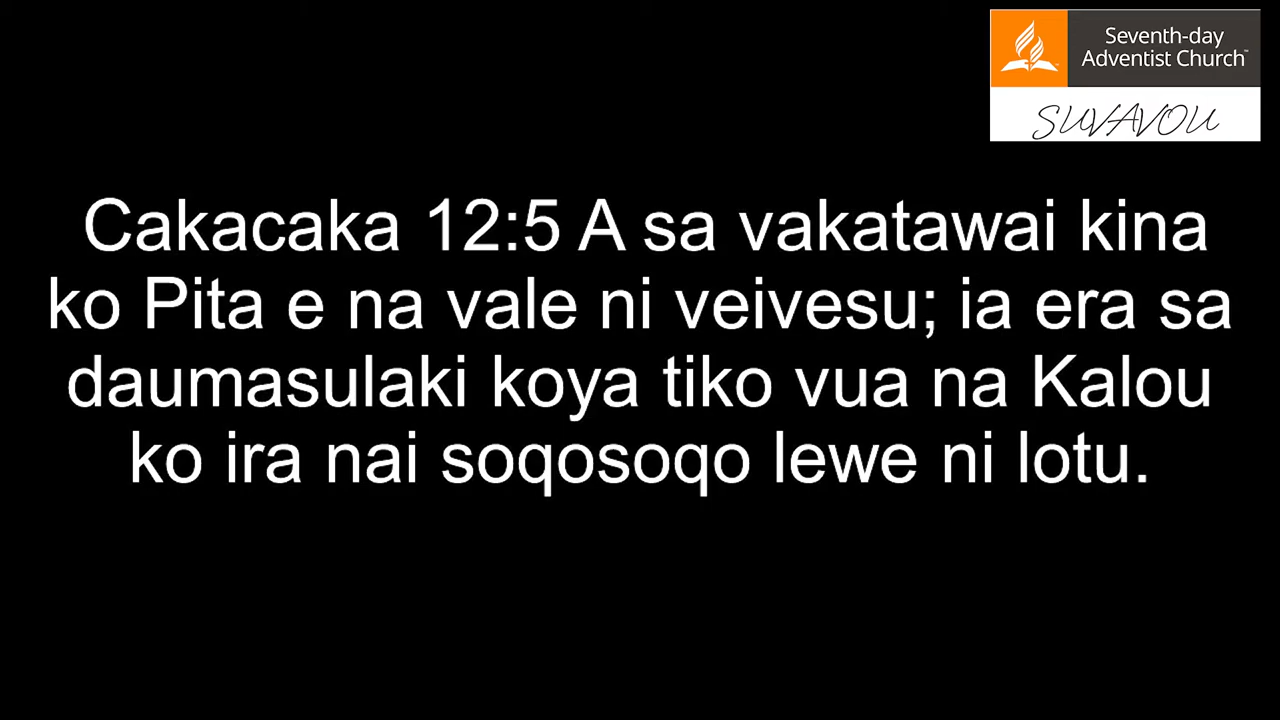 Seventh-day
Adventist Church
SUVAVOU
Cakacaka 12:5 A sa vakatawai kina
ko Pita e na vale ni veivesu; ia era sa
daumasulaki koya tiko vua na Kalou
ko ira nai soqosoqo lewe ni lotu.